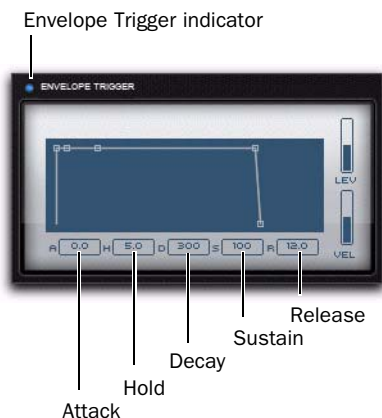 Envelope Trigger indicator
ENVELOPE TRIGGER
LEV
A 0.0 H 5.0 D 300 S 100 R 12.0
VEL
Release
Sustain
Decay
Hold
Attack